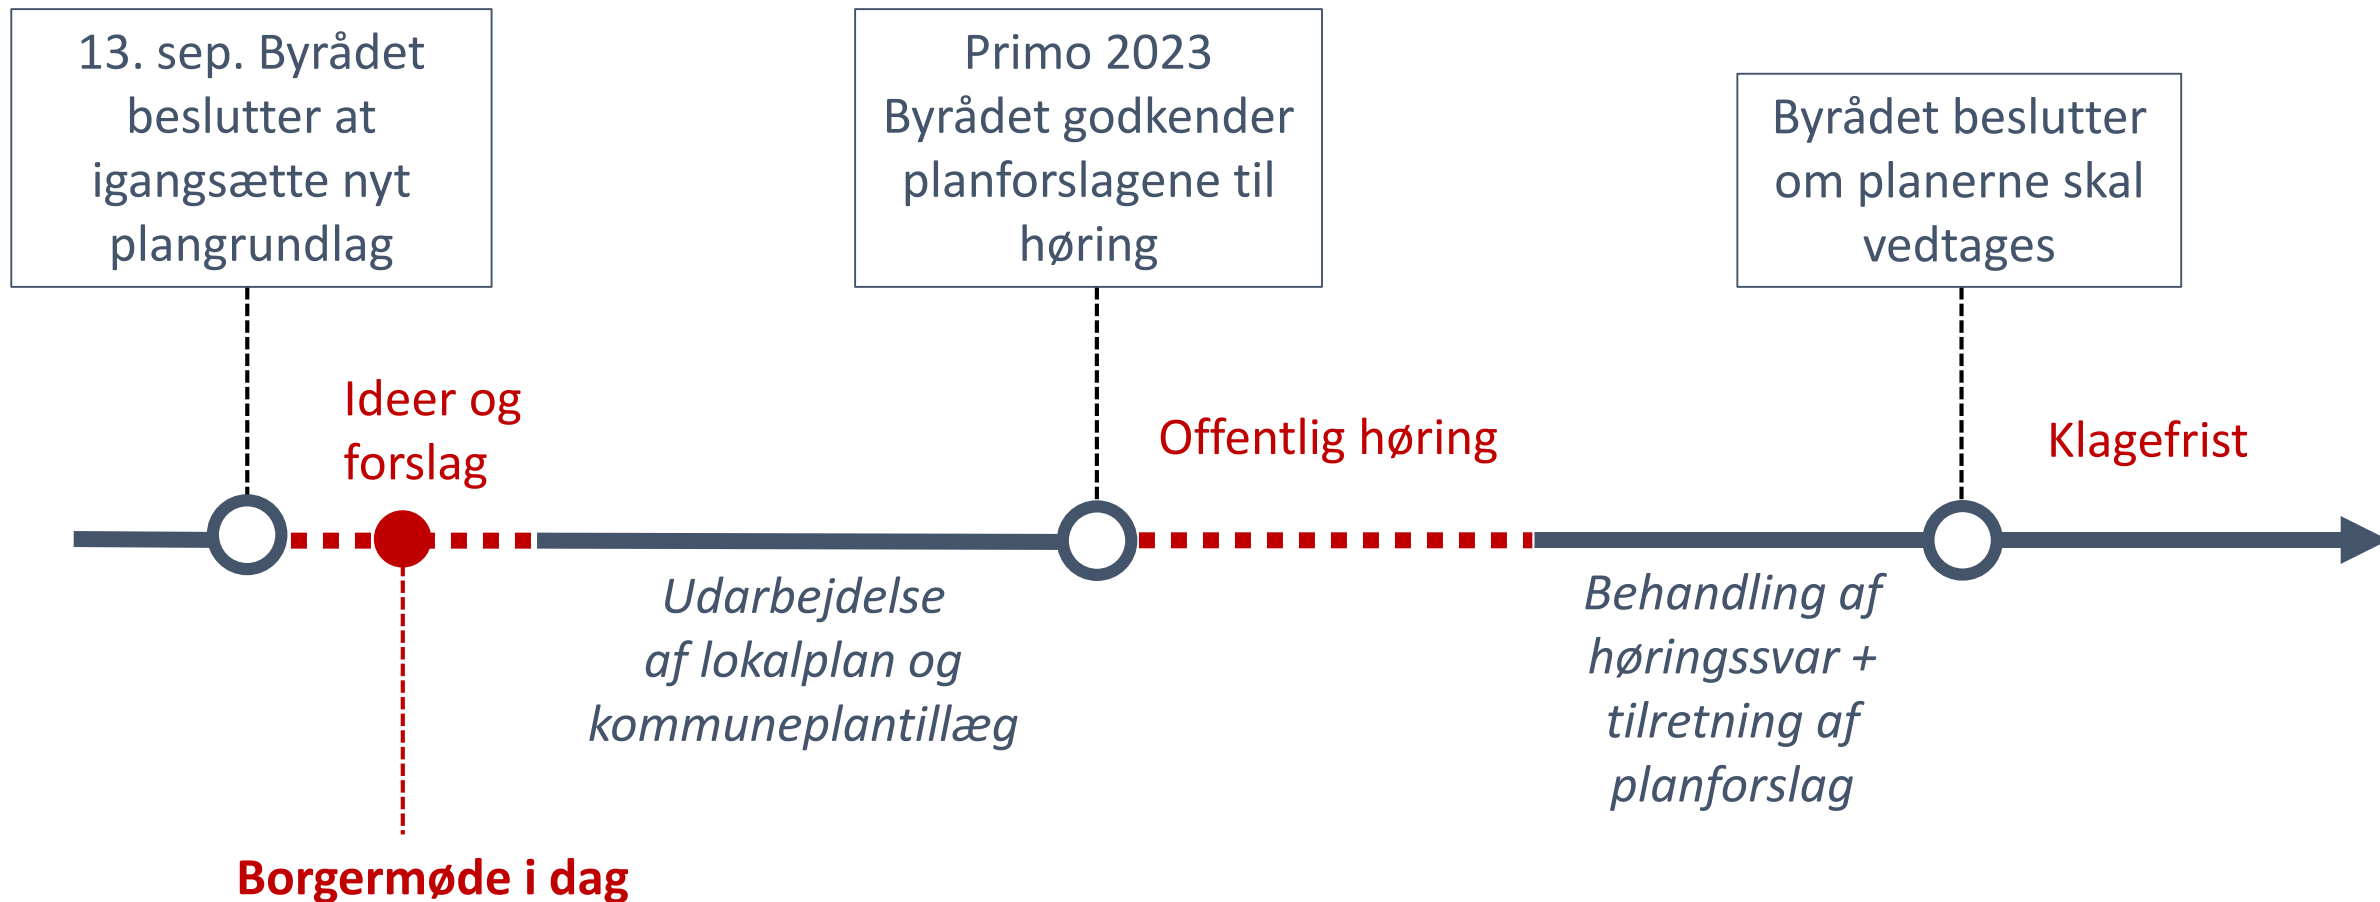 13. sep. Byrådet
beslutter at
igangsætte nyt
plangrundlag
Primo 2023
Byrådet godkender
planforslagene til
høring
Byrådet beslutter
om planerne skal
vedtages
Ideer og
forslag
Offentlig høring
Klagefrist
Udarbejdelse
af lokalplan og
kommuneplantillæg
Behandling af
høringssvar +
tilretning af
planforslag
Borgermøde i dag